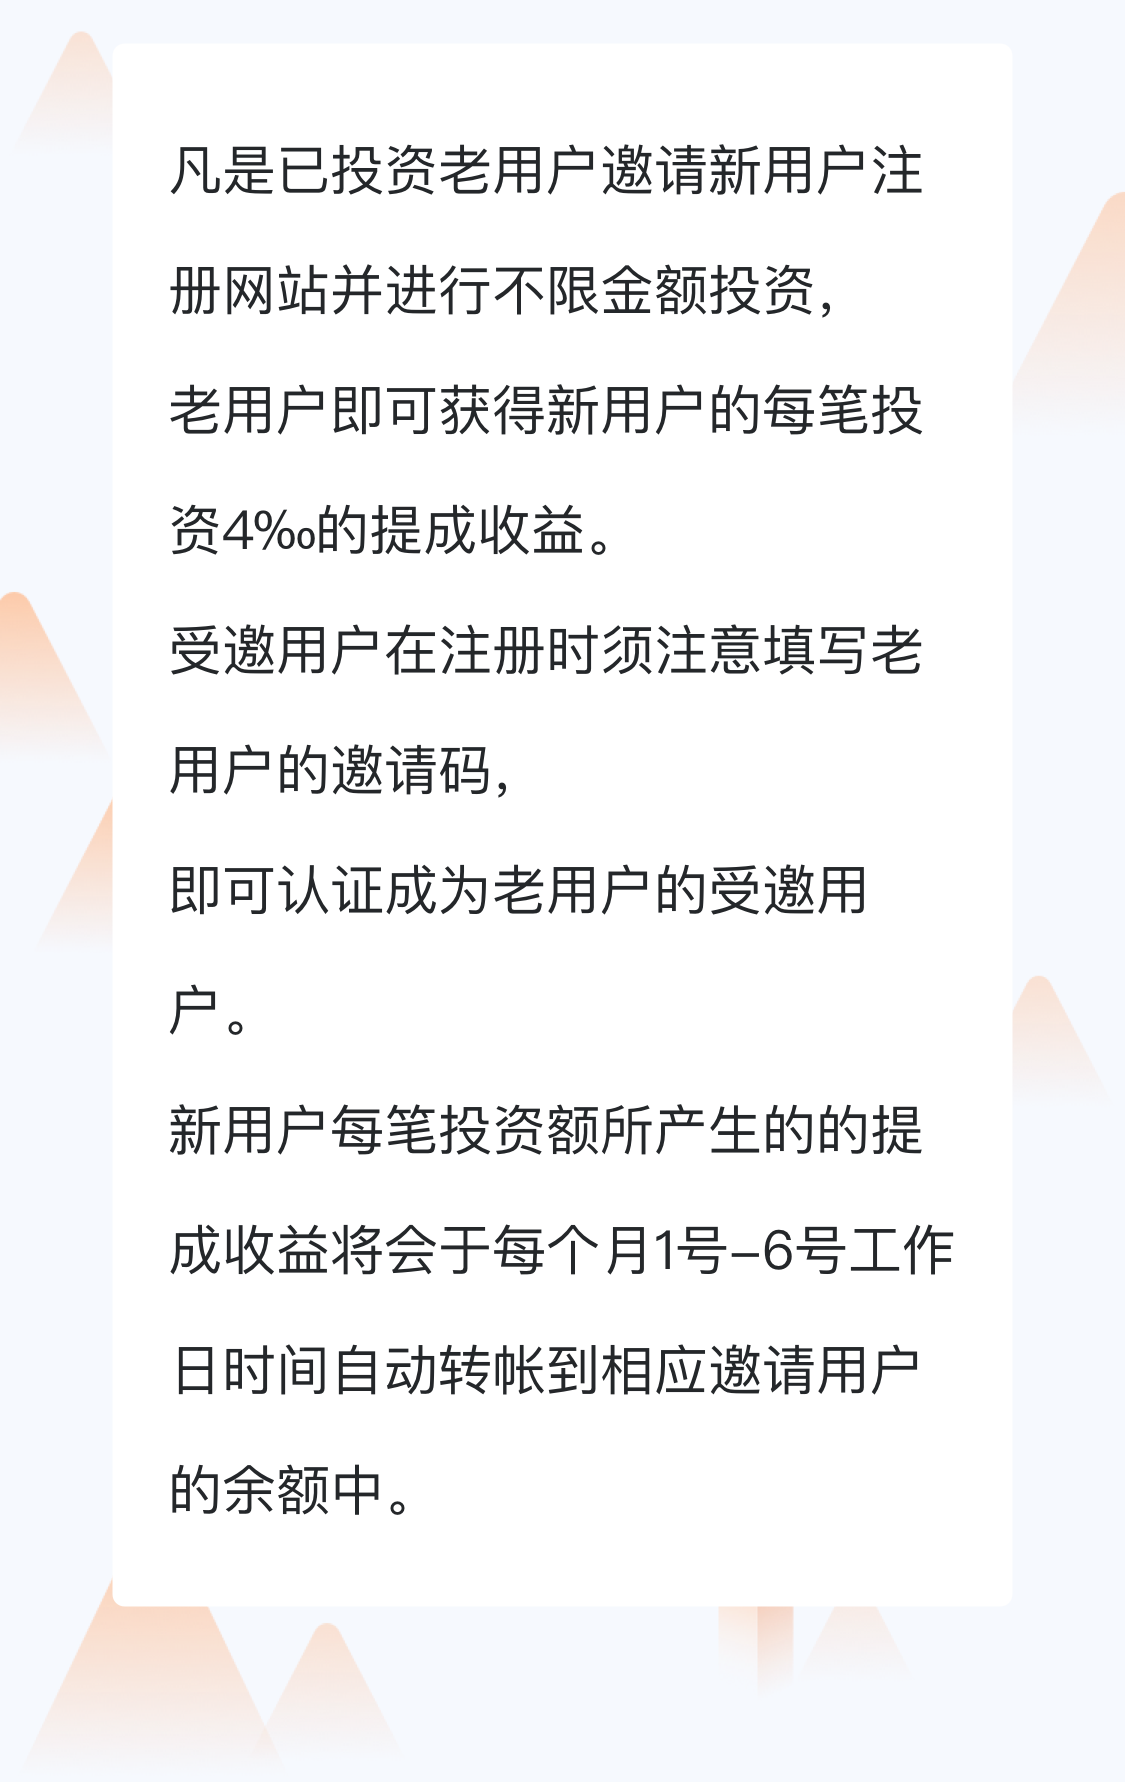 凡是已投资老用户邀请新用户注
册网站并进行不限金额投资，
老用户即可获得新用户的每笔投
资4‰的提成收益。
受邀用户在注册时须注意填写老
用户的邀请码，
即可认证成为老用户的受邀用
户。
新用户每笔投资额所产生的的提
成收益将会于每个月1号–6号工作
日时间自动转帐到相应邀请用户
的余额中。